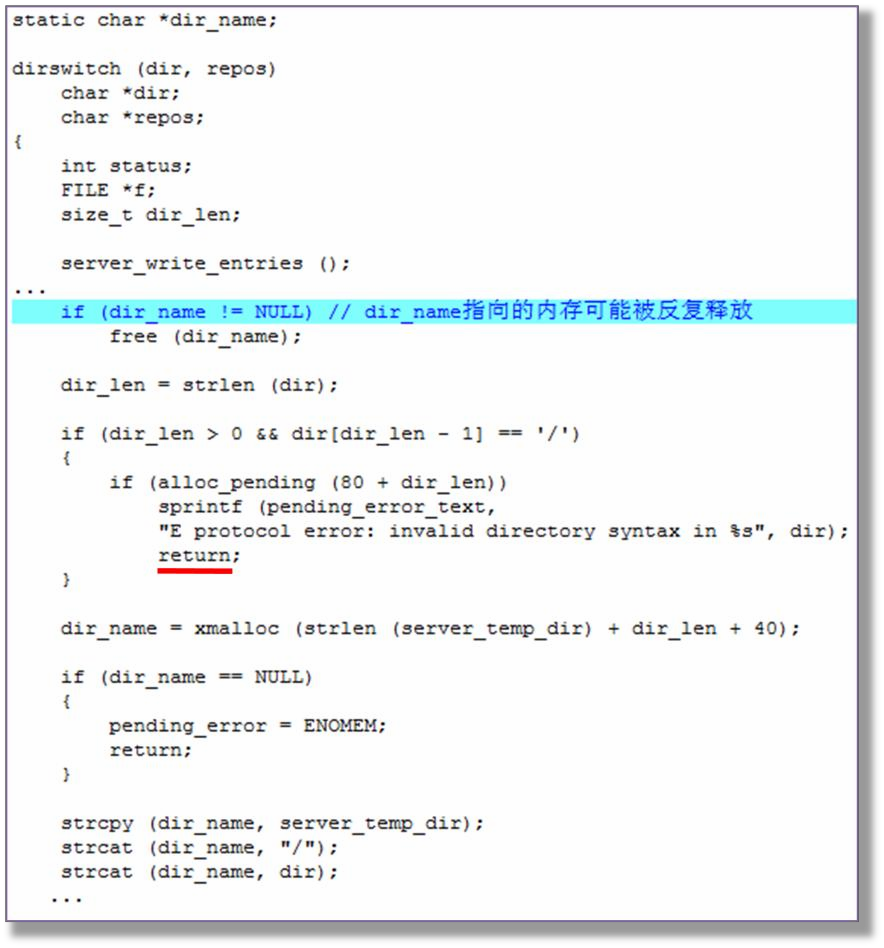 static char *dir_name;
dirswitch (dir, repos)
    char *dir;
    char *repos;
{
    int status;
    FILE *f;
    size_t dir_len;
    server_write_entries ();
...
    if (dir_name != NULL) // dir_name指向的内存可能被反复释放
        free (dir_name);
    dir_len = strlen (dir);
    if (dir_len > 0 && dir[dir_len - 1] == '/')
    {
        if (alloc_pending (80 + dir_len))
            sprintf (pending_error_text,
            "E protocol error: invalid directory syntax in %s", dir);
            return;
    }
    dir_name = xmalloc (strlen (server_temp_dir) + dir_len + 40);
    if (dir_name == NULL)
    {
        pending_error = ENOMEM;
        return;
    }
    strcpy (dir_name, server_temp_dir);
    strcat (dir_name, "/");
    strcat (dir_name, dir);
   ...